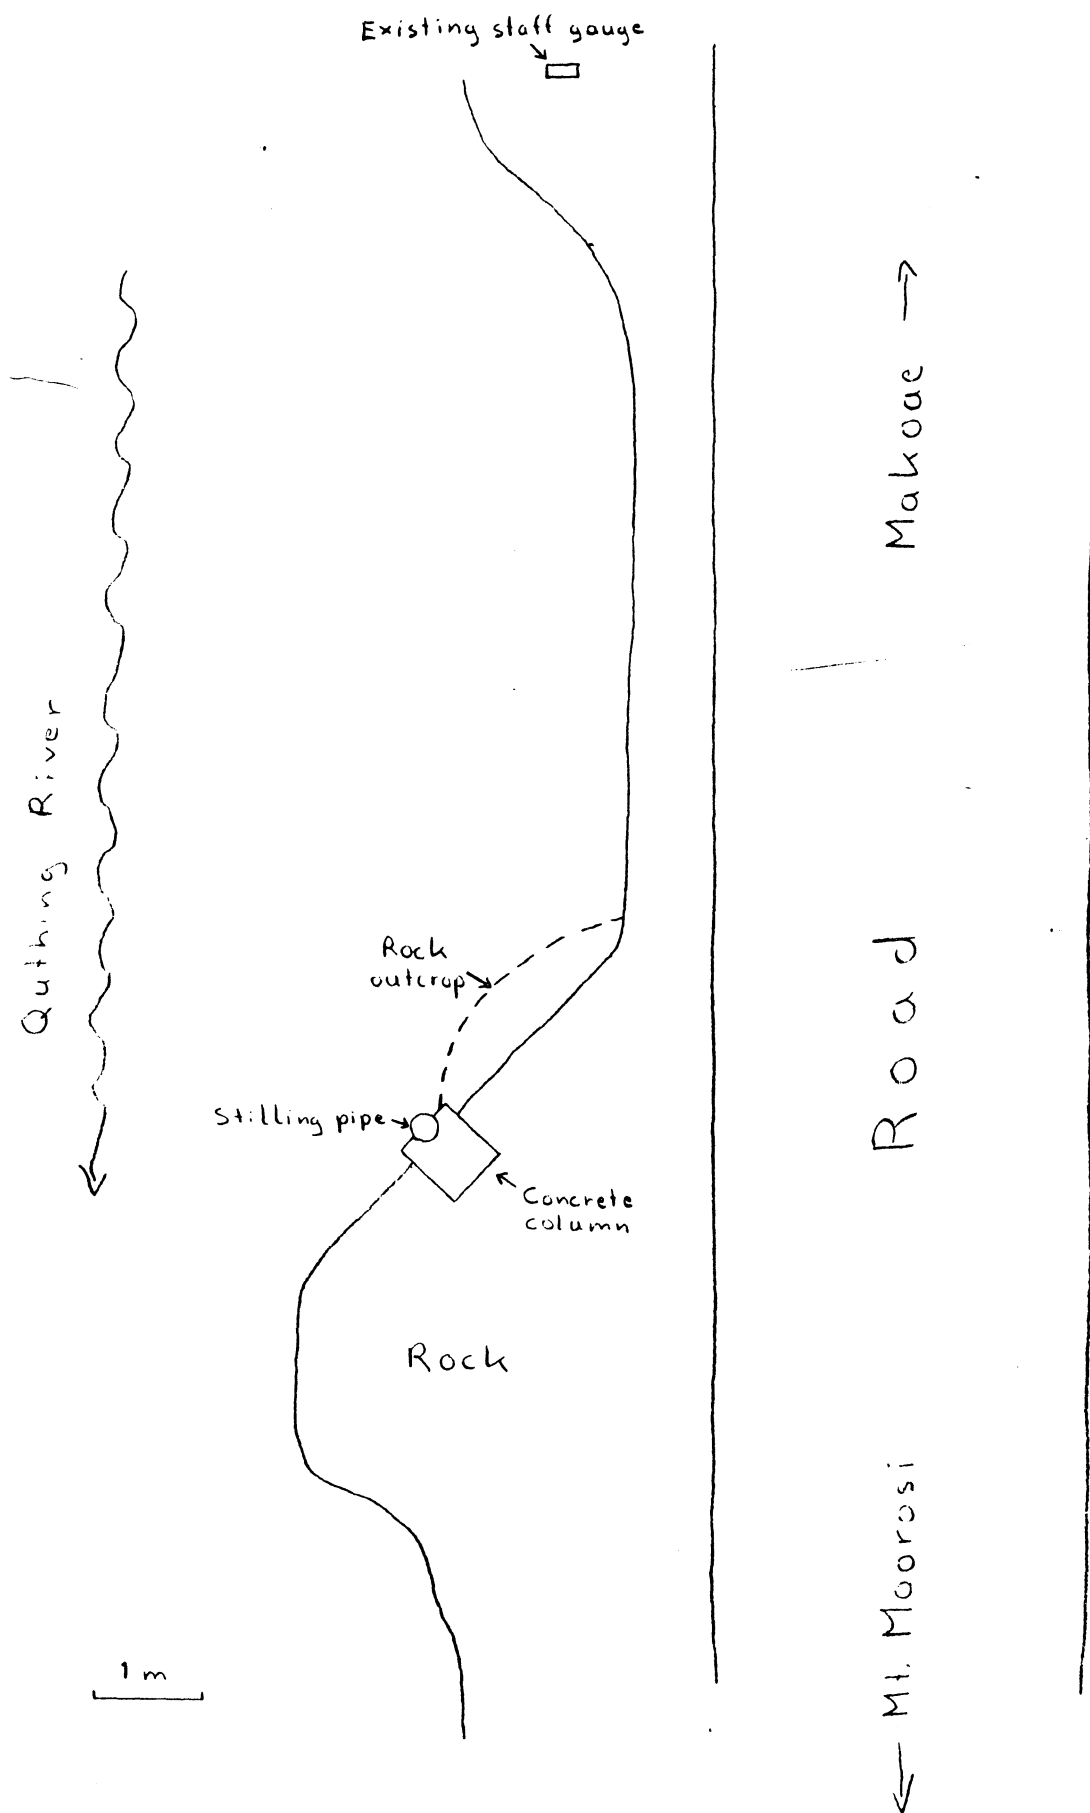 Existing staff gauge
Makoae
Quthing River
Rock
outcrop
Road
Stilling pipe
Concrete
column
Rock
Mt. Moorosi
1 m